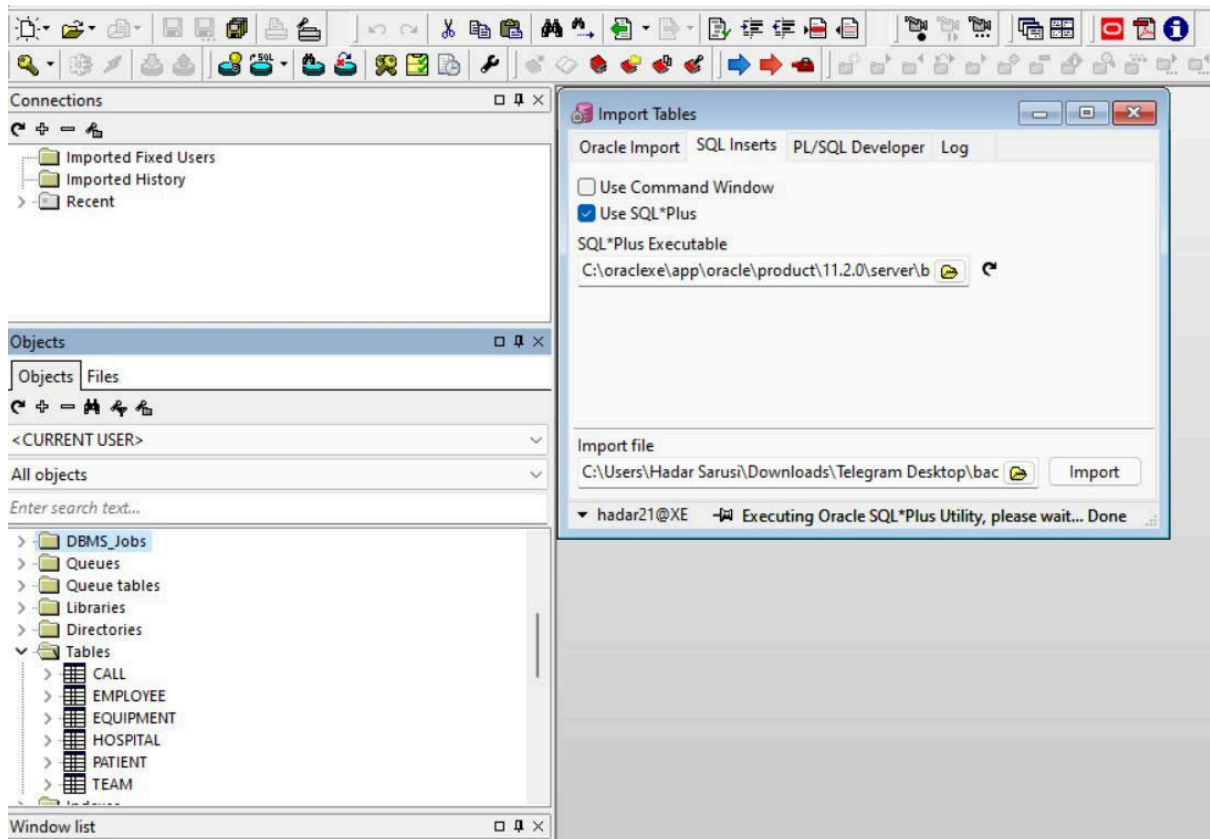 SQL
Connections
Imported Fixed Users
Imported History
Recent
Objects
Objects Files
<CURRENT USER>
All objects
Enter search text...
DBMS_Jobs
Queues
Queue tables
Libraries
Directories
Tables
CALL
EMPLOYEE
EQUIPMENT
HOSPITAL
PATIENT
TEAM
Window list
Import Tables
Oracle Import SQL Inserts PL/SQL Developer Log
Use Command Window
Use SQL*Plus
SQL*Plus Executable
C:\oraclexe\app\oracle\product\11.2.0\server\b
Import file
C:\Users\Hadar Sarusi\Downloads\Telegram Desktop\bac Import
hadar21@XE Executing Oracle SQL*Plus Utility, please wait... Done